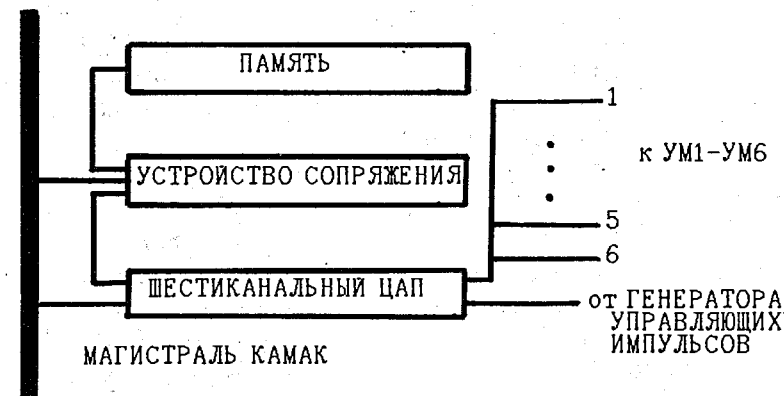 ПАМЯТЬ
1
к УМ1-УМ6
УСТРОЙСТВО СОПРЯЖЕНИЯ
5
6
ШЕСТИКАНАЛЬНЫЙ ЦАП
от ГЕНЕРАТОРА
УПРАВЛЯЮЩИХ
ИМПУЛЬСОВ
МАГИСТРАЛЬ КАМАК